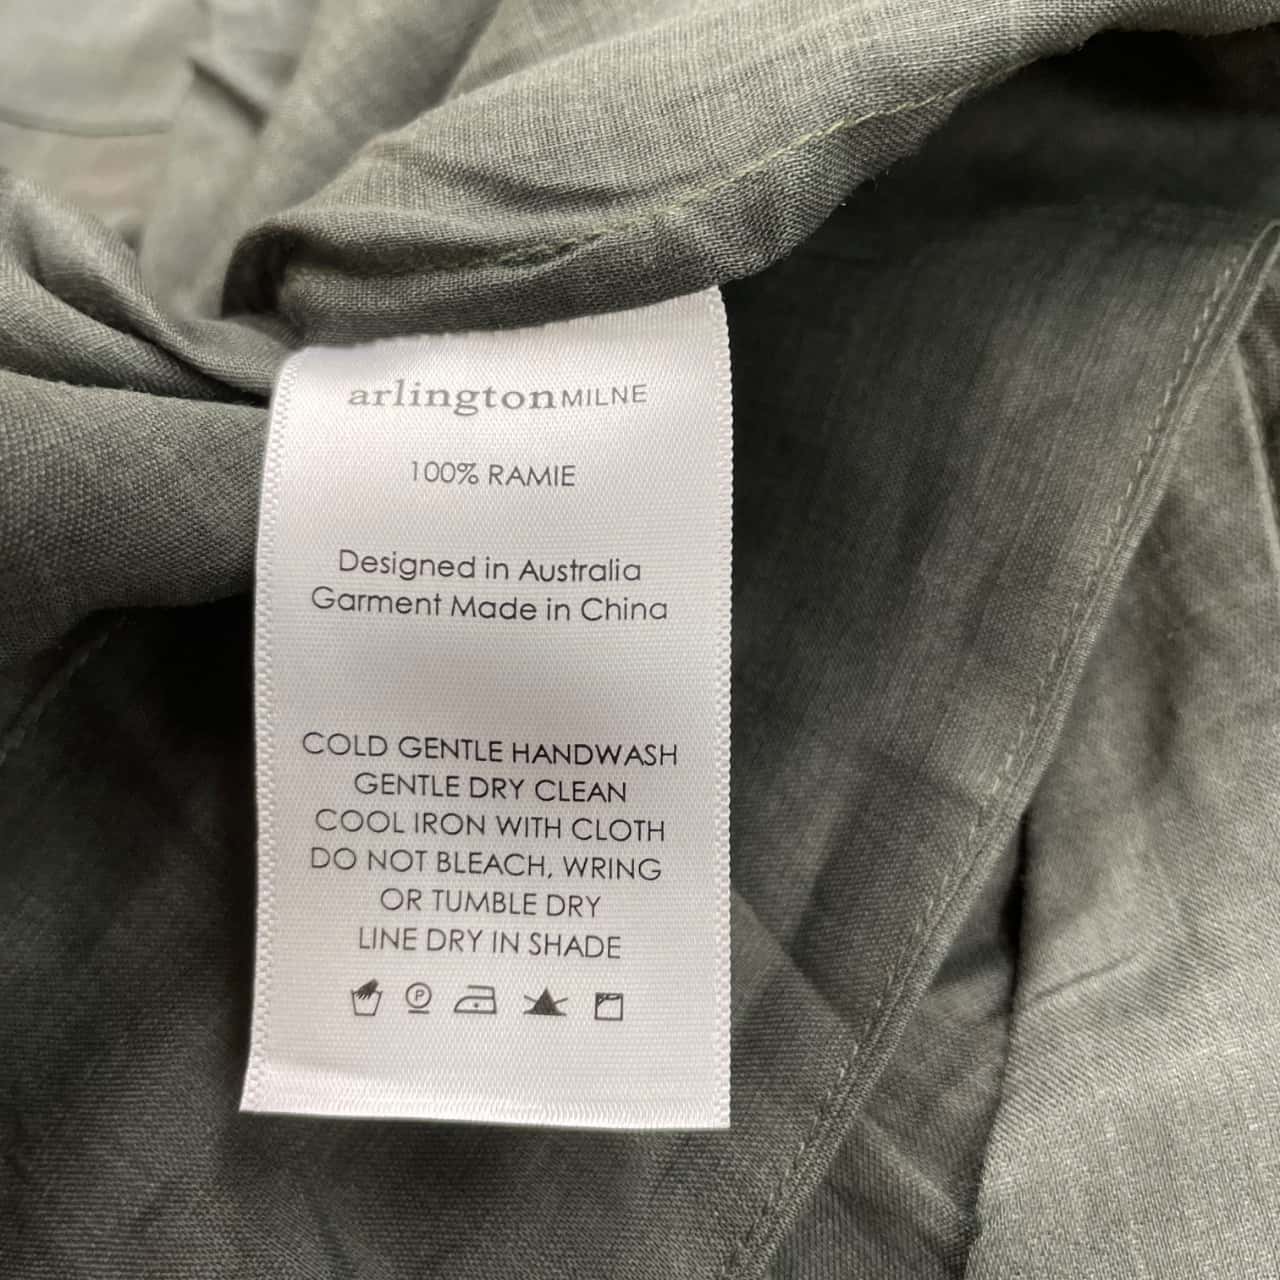 arlingtonMILNE
100% RAMIE
Designed in Australia
Garment Made in China
COLD GENTLE HANDWASH
GENTLE DRY CLEAN
COOL IRON WITH CLOTH
DO NOT BLEACH, WRING
OR TUMBLE DRY
LINE DRY IN SHADE
P